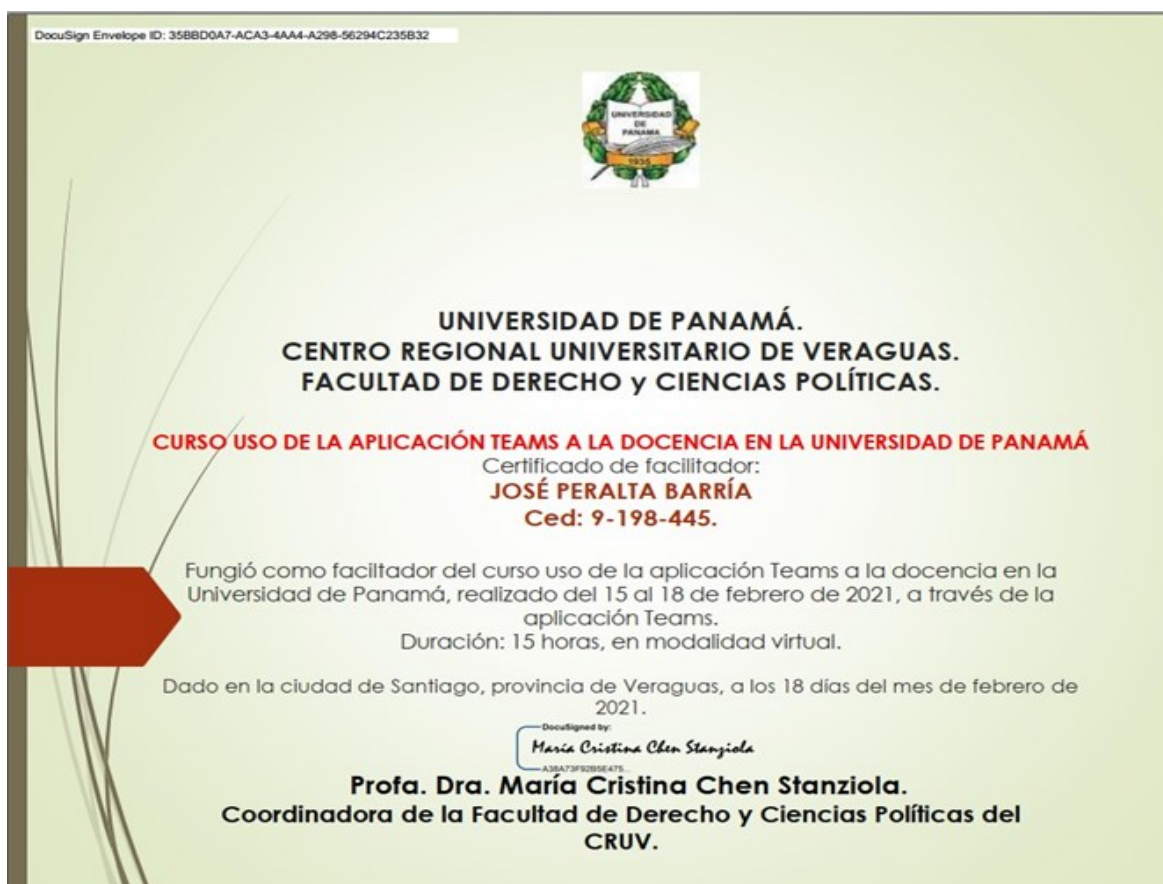 DocuSign Envelope ID: 35BBD0A7-ACA3-4AA4-A298-56294C235B32
UNIVERSIDAD
DE
PANAMA
1935
UNIVERSIDAD DE PANAMÁ.
CENTRO REGIONAL UNIVERSITARIO DE VERAGUAS.
FACULTAD DE DERECHO y CIENCIAS POLÍTICAS.
CURSO USO DE LA APLICACIÓN TEAMS A LA DOCENCIA EN LA UNIVERSIDAD DE PANAMÁ
Certificado de facilitador:
JOSÉ PERALTA BARRÍA
Ced: 9-198-445.
Fungió como faciltador del curso uso de la aplicación Teams a la docencia en la
Universidad de Panamá, realizado del 15 al 18 de febrero de 2021, a través de la
aplicación Teams.
Duración: 15 horas, en modalidad virtual.
Dado en la ciudad de Santiago, provincia de Veraguas, a los 18 días del mes de febrero de
2021.
DocuSigned by:
María Cristina Chen Stanziola
A38A73F92B5E475...
Profa. Dra. María Cristina Chen Stanziola.
Coordinadora de la Facultad de Derecho y Ciencias Políticas del
CRUV.